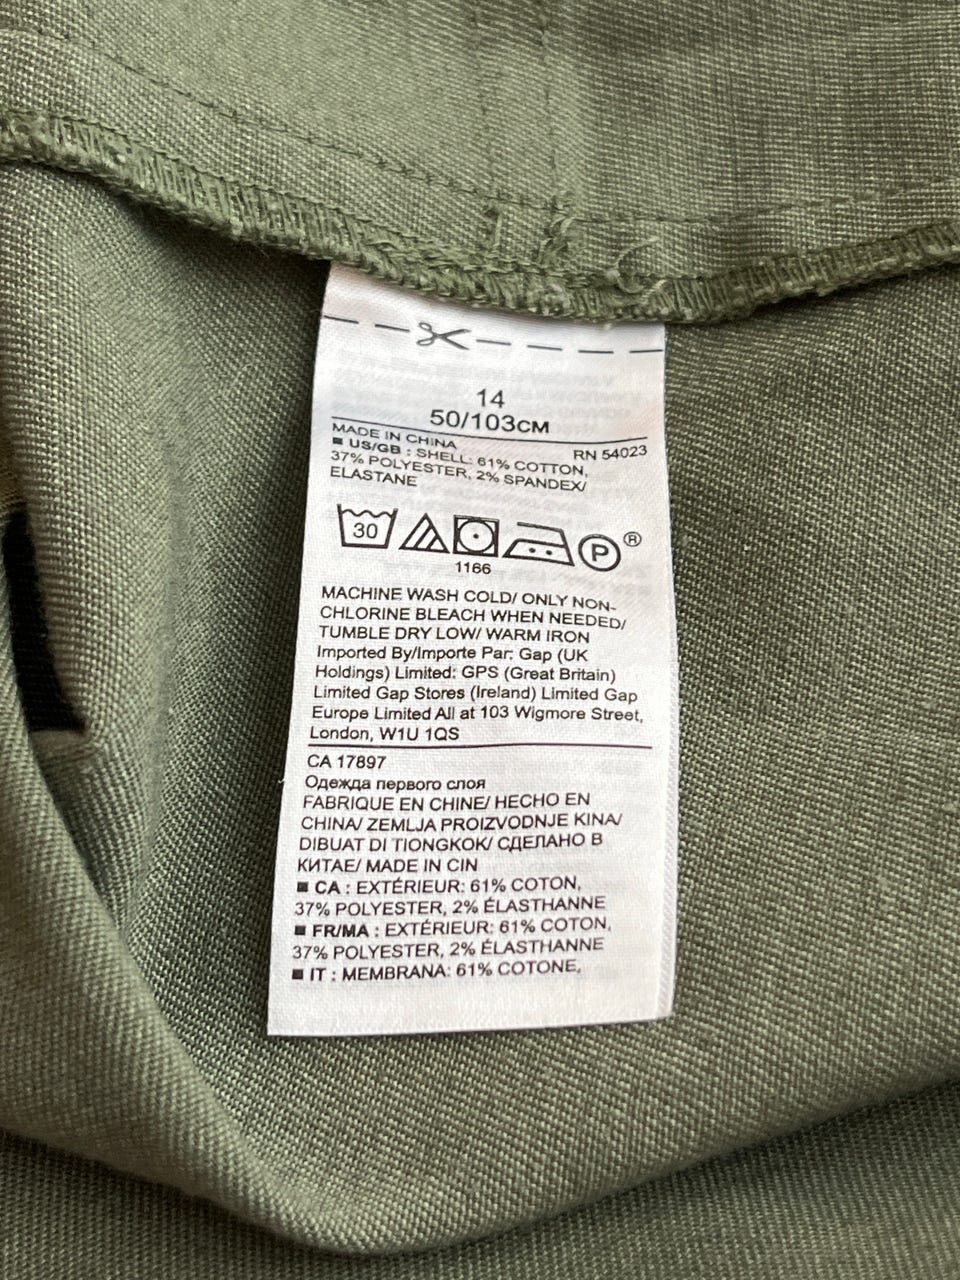 14
50/103CM
MADE IN CHINA RN 54023
■ US/GB : SHELL: 61% COTTON,
37% POLYESTER, 2% SPANDEX/
ELASTANE
30 P ®
1166
MACHINE WASH COLD/ ONLY NON-
CHLORINE BLEACH WHEN NEEDED/
TUMBLE DRY LOW/ WARM IRON
Imported By/Importe Par: Gap (UK
Holdings) Limited: GPS (Great Britain)
Limited Gap Stores (Ireland) Limited Gap
Europe Limited All at 103 Wigmore Street,
London, W1U 1QS
CA 17897
Одежда первого слоя
FABRIQUE EN CHINE/ HECHO EN
CHINA/ ZEMLJA PROIZVODNJE KINA/
DIBUAT DI TIONGKOK/ СДЕЛАНО В
КИТАЕ/ MADE IN CIN
■ CA : EXTÉRIEUR: 61% COTON,
37% POLYESTER, 2% ÉLASTHANNE
■ FR/MA : EXTÉRIEUR: 61% COTON,
37% POLYESTER, 2% ÉLASTHANNE
■ IT : MEMBRANA: 61% COTONE,